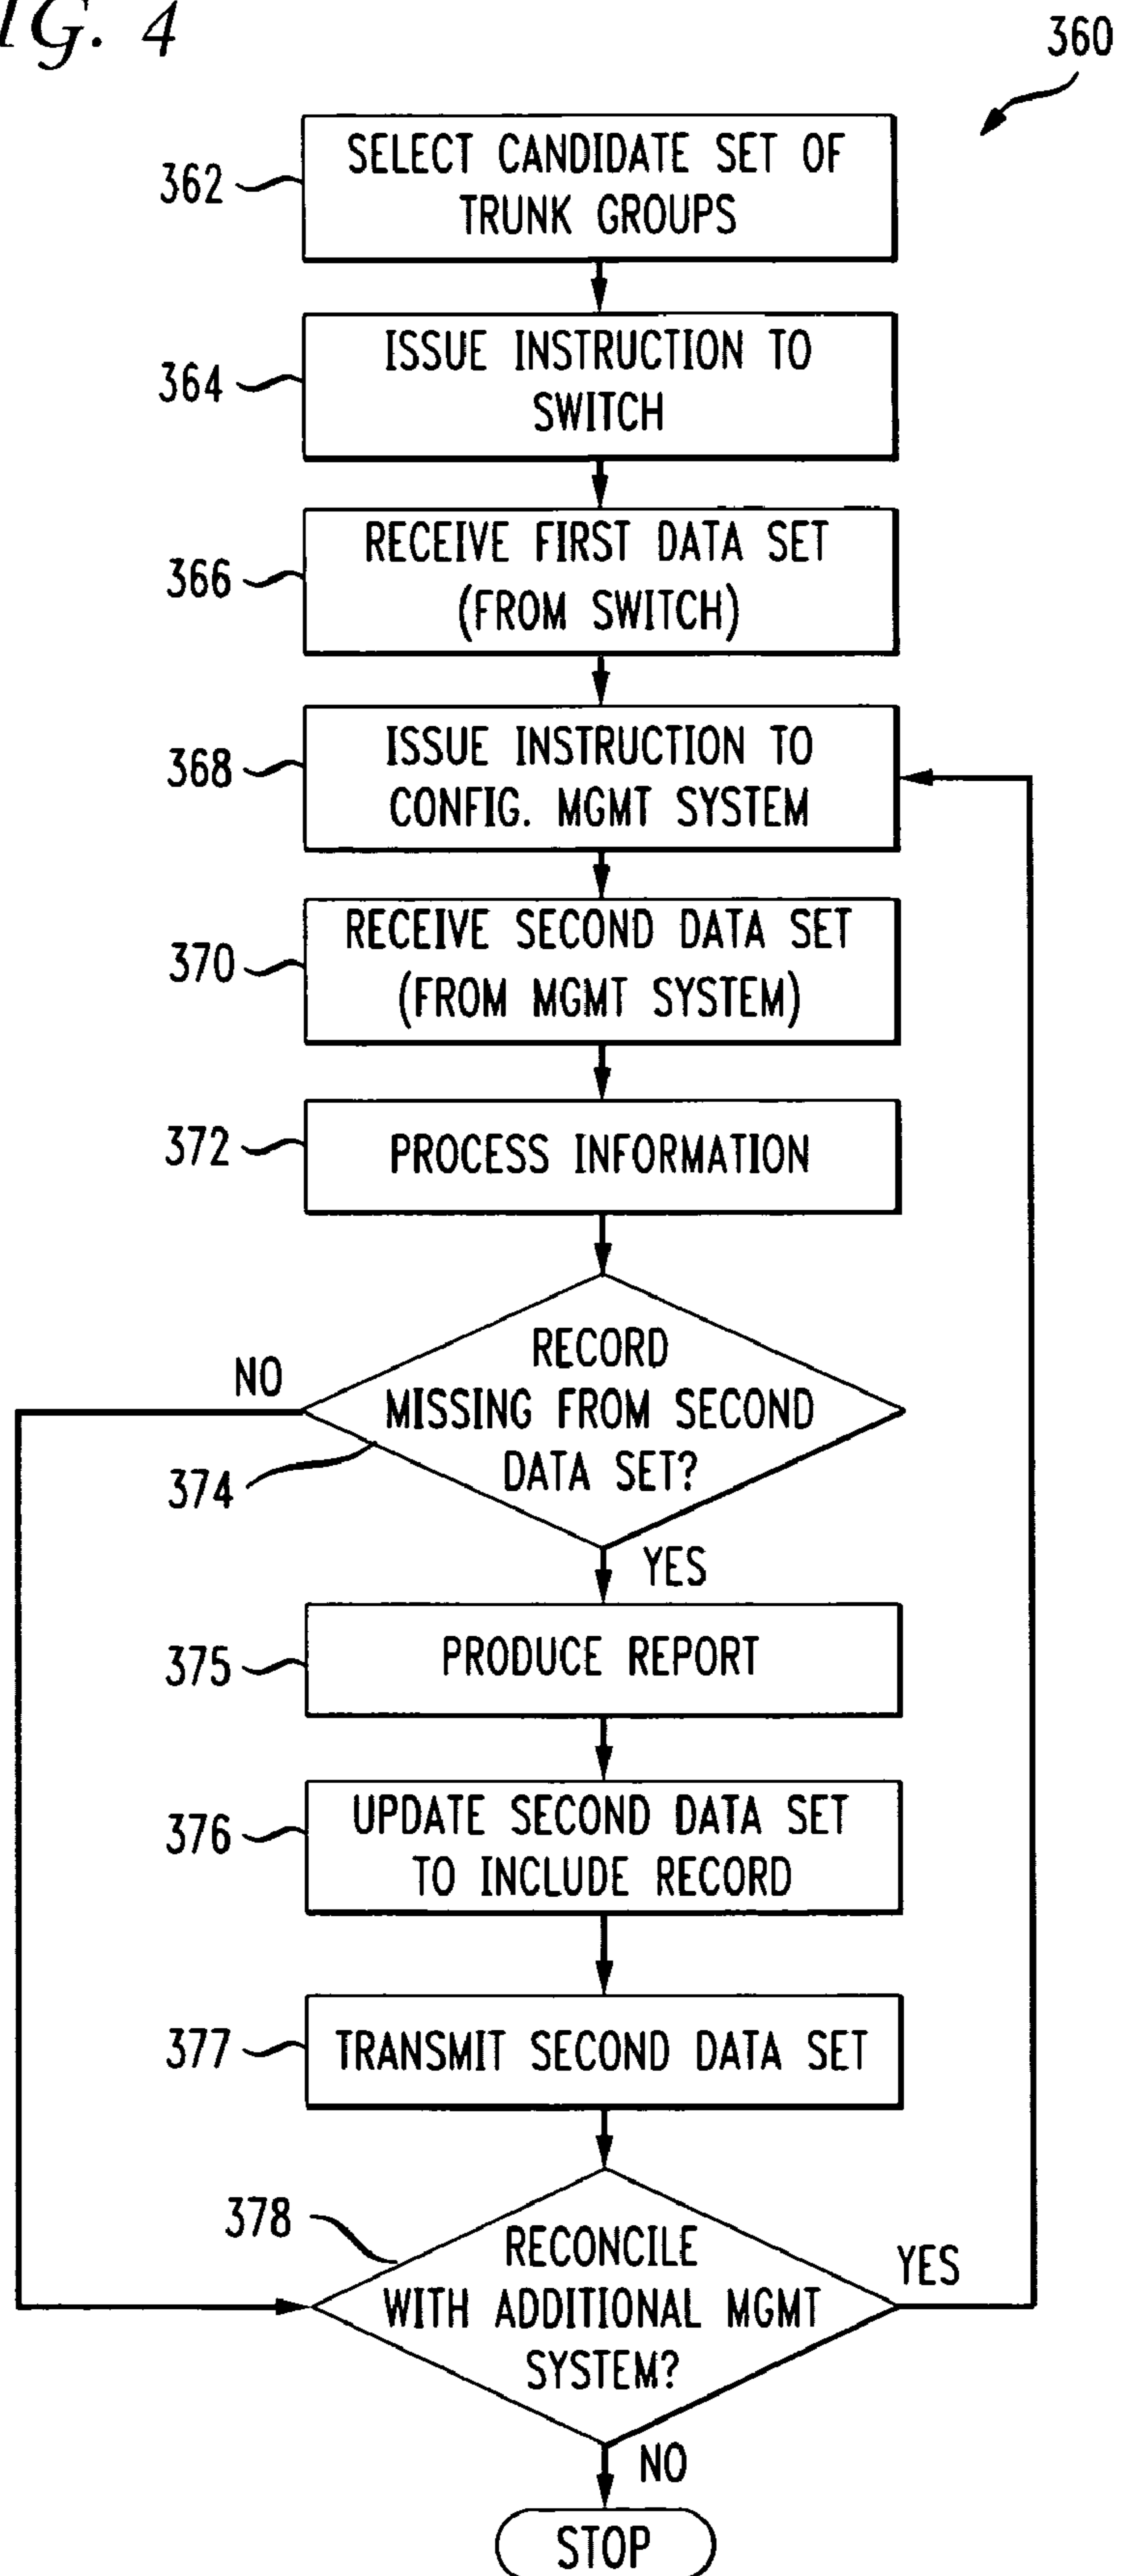 IG. 4
360
362
SELECT CANDIDATE SET OF
TRUNK GROUPS
364
ISSUE INSTRUCTION TO
SWITCH
366
RECEIVE FIRST DATA SET
(FROM SWITCH)
368
ISSUE INSTRUCTION TO
CONFIG. MGMT SYSTEM
370
RECEIVE SECOND DATA SET
(FROM MGMT SYSTEM)
372
PROCESS INFORMATION
NO
RECORD
MISSING FROM SECOND
DATA SET?
374
YES
375
PRODUCE REPORT
376
UPDATE SECOND DATA SET
TO INCLUDE RECORD
377
TRANSMIT SECOND DATA SET
378
RECONCILE
WITH ADDITIONAL MGMT
SYSTEM?
YES
NO
STOP